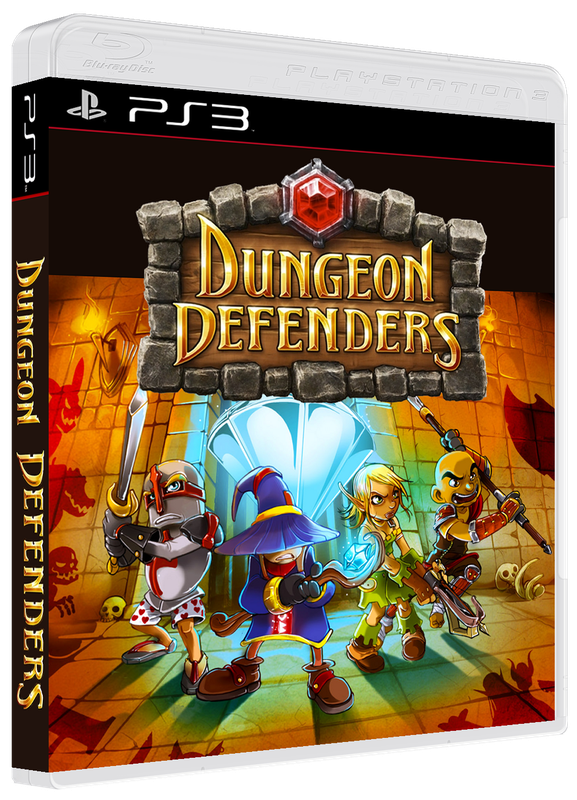 Blu-ray Disc
PLAYSTATION 3
PS3
PS3
DUNGEON
DEFENDERS
DUNGEON DEFENDERS